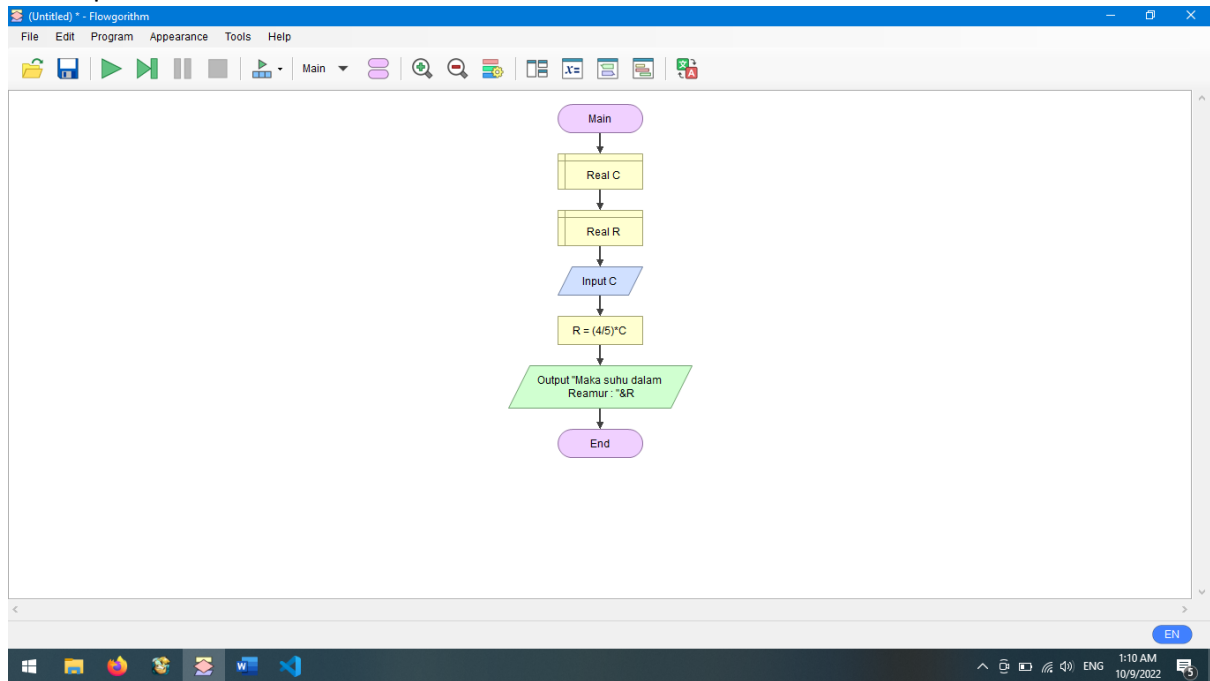 (Untitled) * - Flowgorithm
File Edit Program Appearance Tools Help
Main
x=
Main
Real C
Real R
Input C
R = (4/5)*C
Output "Maka suhu dalam
Reamur : "&R
End
EN
ENG
1:10 AM
10/9/2022
5